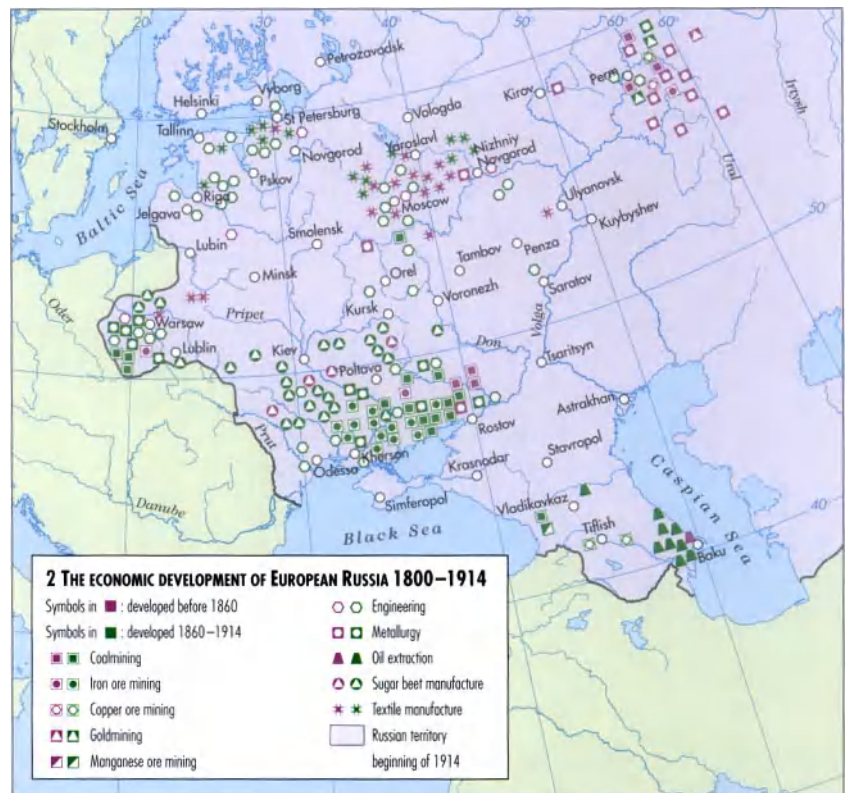 20
30
40
50
60
60
Petrozavodsk
Irtysh
Perm
Vyborg
Helsinki
Kirov
St Petersburg
Vologda
Stockholm
Tallinn
Yaroslavl
Nizhniy
Novgorod
Novgorod
Ural
Pskov
Baltic Sea
Riga
Moscow
Ulyanovsk
Jelgava
Kuybyshev
50
Smolensk
Lubin
Tambov
Penza
Minsk
Orel
Oder
Saratov
Voronezh
Pripet
Kursk
Volga
Warsaw
Don
Lublin
Kiev
Poltava
Tsaritsyn
Astrakhan
Prut
Rostov
Kherson
Stavropol
Odessa
Krasnodar
Caspian Sea
Danube
Simferopol
Vladikavkaz
40
Black Sea
Tiflish
Baku
2 THE ECONOMIC DEVELOPMENT OF EUROPEAN RUSSIA 1800–1914
Symbols in : developed before 1860
Symbols in : developed 1860–1914
Coalmining
Iron ore mining
Copper ore mining
Goldmining
Manganese ore mining
Engineering
Metallurgy
Oil extraction
Sugar beet manufacture
Textile manufacture
Russian territory
beginning of 1914